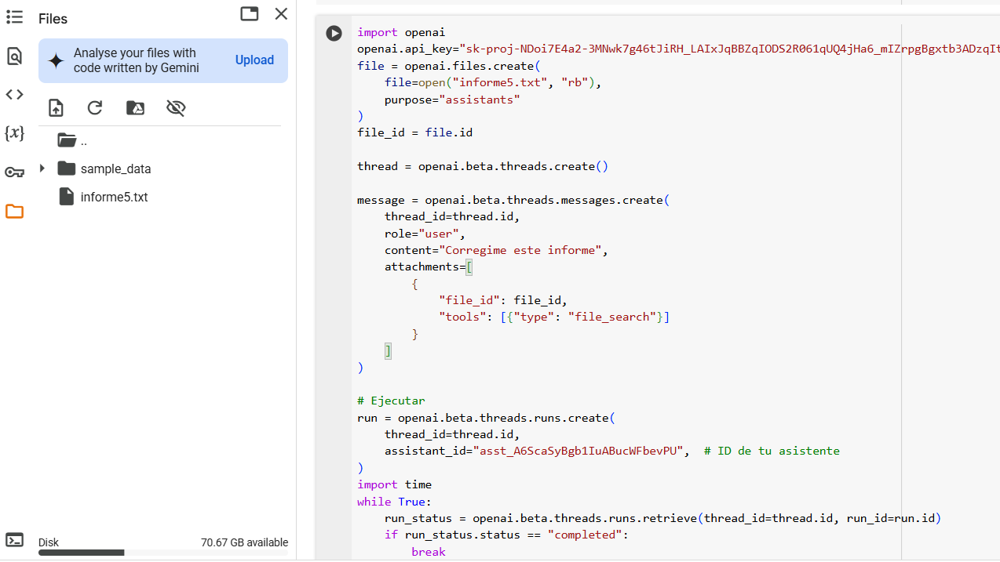 Files
Analyse your files with
code written by Gemini
Upload
{x}
..
sample_data
informe5.txt
Disk
70.67 GB available
import openai
openai.api_key="
file = openai.files.create(
    file=open("informe5.txt", "rb"),
    purpose="assistants"
)
file_id = file.id

thread = openai.beta.threads.create()

message = openai.beta.threads.messages.create(
    thread_id=thread.id,
    role="user",
    content="Corregime este informe",
    attachments=[
        {
            "file_id": file_id,
            "tools": [{"type": "file_search"}]
        }
    ]
)

# Ejecutar
run = openai.beta.threads.runs.create(
    thread_id=thread.id,
    assistant_id="asst_A6ScaSyBgb1IuABucWFbevPU",  # ID de tu asistente
)
import time
while True:
    run_status = openai.beta.threads.runs.retrieve(thread_id=thread.id, run_id=run.id)
    if run_status.status == "completed":
        break